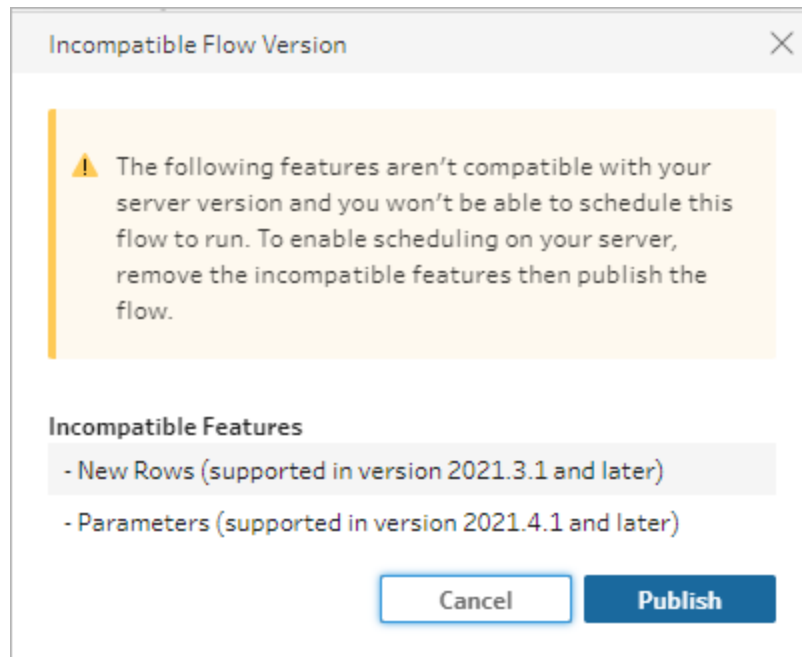 Incompatible Flow Version
The following features aren't compatible with your
server version and you won't be able to schedule this
flow to run. To enable scheduling on your server,
remove the incompatible features then publish the
flow.
Incompatible Features
- New Rows (supported in version 2021.3.1 and later)
- Parameters (supported in version 2021.4.1 and later)
Cancel
Publish